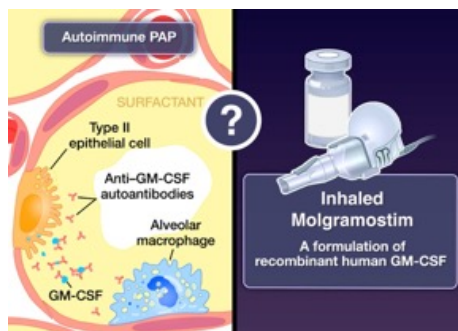 Autoimmune PAP
SURFACTANT
Type II
epithelial cell
Anti–GM-CSF
autoantibodies
Alveolar
macrophage
GM-CSF
?
Inhaled
Molgramostim
A formulation of
recombinant human GM-CSF